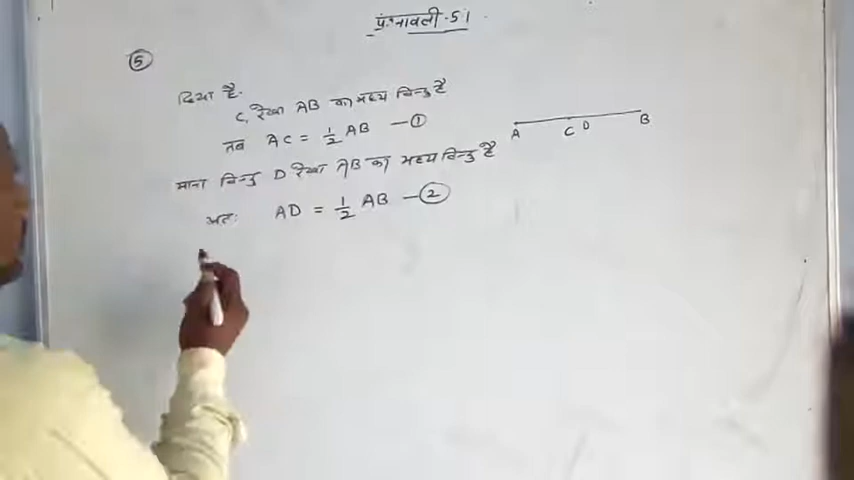 प्रश्नावली-5.1
⑤
दिया है.
C, रेखा AB का मध्य बिन्दु है
तब AC = 1/2 AB —①
A C D B
माना बिन्दु D रेखा AB का मध्य बिन्दु है
अतः AD = 1/2 AB —②